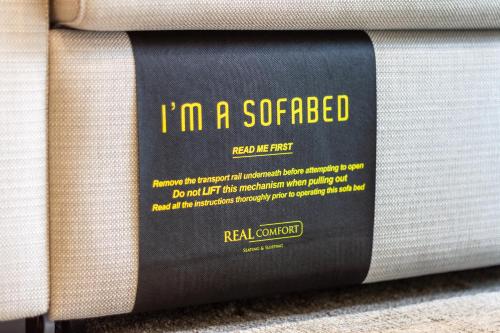 I'M A SOFABED
READ ME FIRST
Remove the transport rail underneath before attempting to open
Do not LIFT this mechanism when pulling out
Read all the instructions thoroughly prior to operating this sofa bed
REAL COMFORT
SEATING & SLEEPING